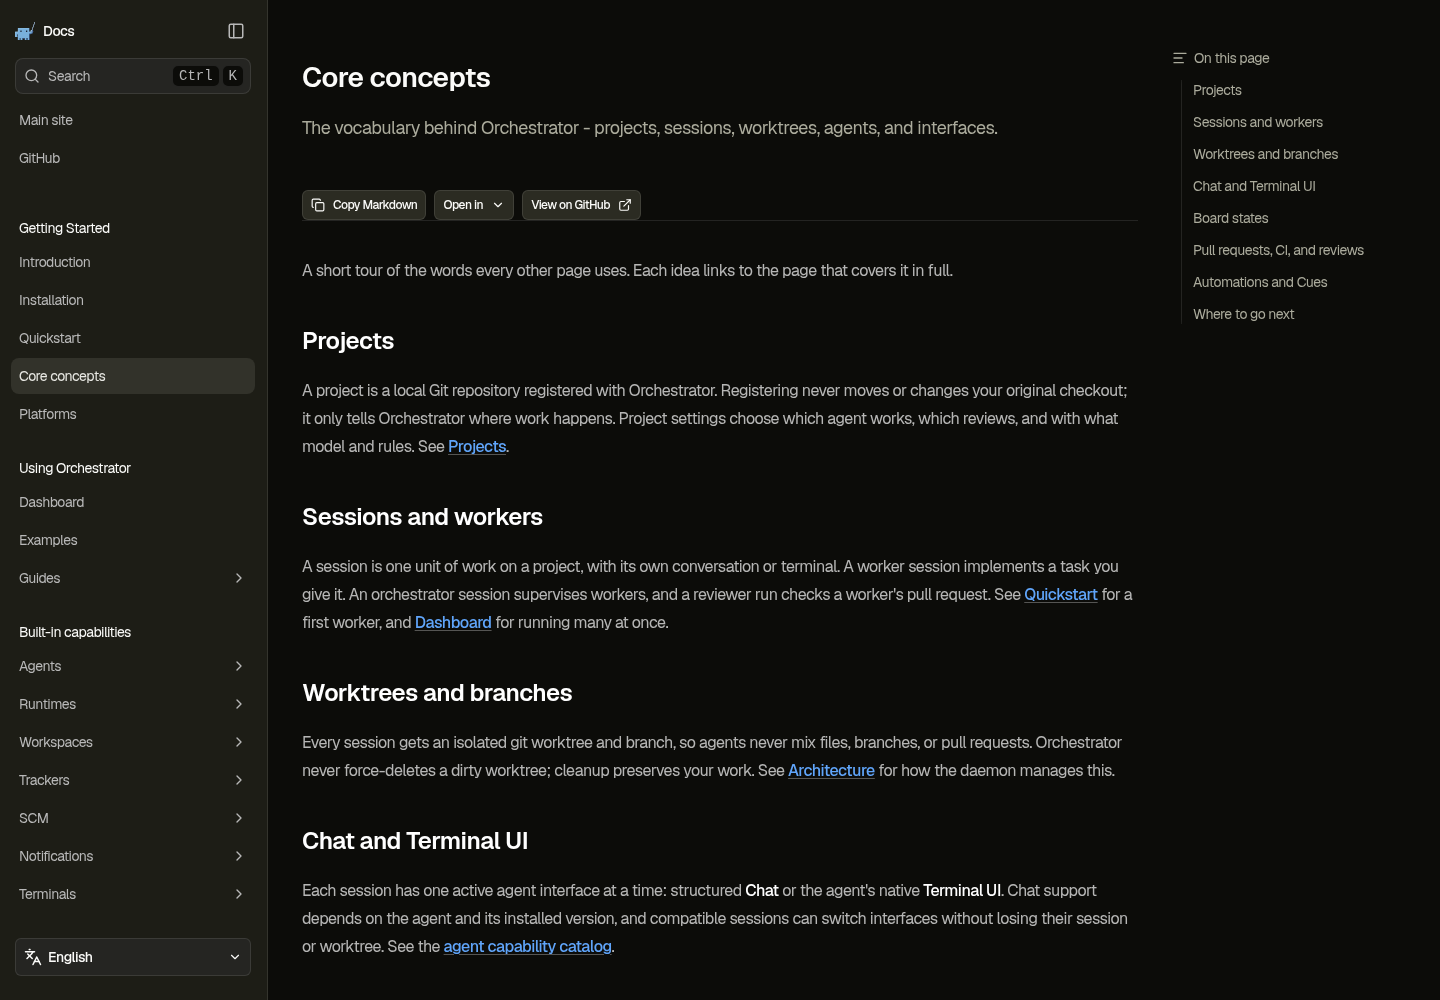 Docs
Search
Ctrl K
Main site
GitHub
Getting Started
Introduction
Installation
Quickstart
Core concepts
Platforms
Using Orchestrator
Dashboard
Examples
Guides
Built-in capabilities
Agents
Runtimes
Workspaces
Trackers
SCM
Notifications
Terminals
English
Core concepts
The vocabulary behind Orchestrator - projects, sessions, worktrees, agents, and interfaces.
Copy Markdown
Open in
View on GitHub
A short tour of the words every other page uses. Each idea links to the page that covers it in full.
Projects
A project is a local Git repository registered with Orchestrator. Registering never moves or changes your original checkout;
it only tells Orchestrator where work happens. Project settings choose which agent works, which reviews, and with what
model and rules. See Projects.
Sessions and workers
A session is one unit of work on a project, with its own conversation or terminal. A worker session implements a task you
give it. An orchestrator session supervises workers, and a reviewer run checks a worker's pull request. See Quickstart for a
first worker, and Dashboard for running many at once.
Worktrees and branches
Every session gets an isolated git worktree and branch, so agents never mix files, branches, or pull requests. Orchestrator
never force-deletes a dirty worktree; cleanup preserves your work. See Architecture for how the daemon manages this.
Chat and Terminal UI
Each session has one active agent interface at a time: structured Chat or the agent's native Terminal UI. Chat support
depends on the agent and its installed version, and compatible sessions can switch interfaces without losing their session
or worktree. See the agent capability catalog.
On this page
Projects
Sessions and workers
Worktrees and branches
Chat and Terminal UI
Board states
Pull requests, CI, and reviews
Automations and Cues
Where to go next